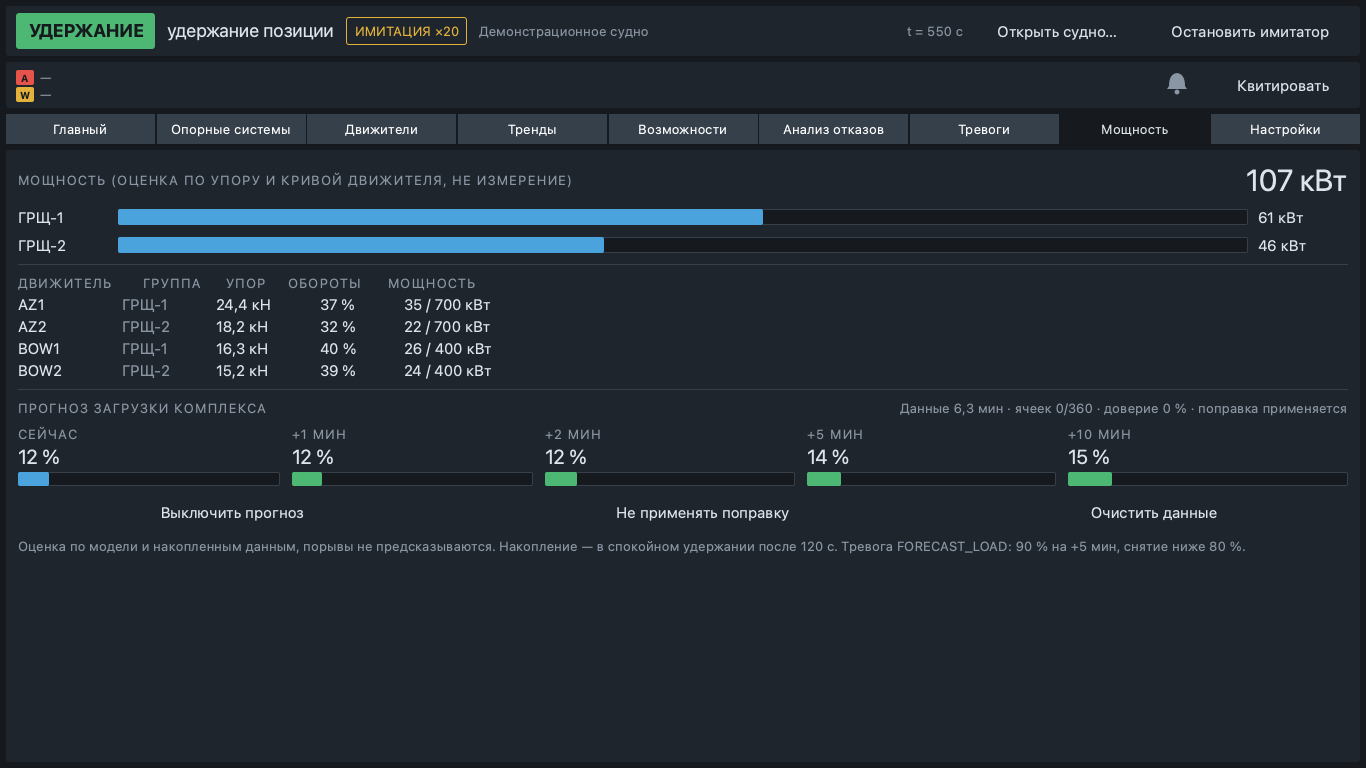 УДЕРЖАНИЕ удержание позиции ИМИТАЦИЯ ×20 Демонстрационное судно t = 550 с Открыть судно... Остановить имитатор
A —
W —
Квитировать
Главный Опорные системы Движители Тренды Возможности Анализ отказов Тревоги Мощность Настройки
МОЩНОСТЬ (ОЦЕНКА ПО УПОРУ И КРИВОЙ ДВИЖИТЕЛЯ, НЕ ИЗМЕРЕНИЕ) 107 кВт
ГРЩ-1 61 кВт
ГРЩ-2 46 кВт
ДВИЖИТЕЛЬ ГРУППА УПОР ОБОРОТЫ МОЩНОСТЬ
AZ1 ГРЩ-1 24,4 кН 37 % 35 / 700 кВт
AZ2 ГРЩ-2 18,2 кН 32 % 22 / 700 кВт
BOW1 ГРЩ-1 16,3 кН 40 % 26 / 400 кВт
BOW2 ГРЩ-2 15,2 кН 39 % 24 / 400 кВт
ПРОГНОЗ ЗАГРУЗКИ КОМПЛЕКСА Данные 6,3 мин · ячеек 0/360 · доверие 0 % · поправка применяется
СЕЙЧАС +1 МИН +2 МИН +5 МИН +10 МИН
12 % 12 % 12 % 14 % 15 %
Выключить прогноз Не применять поправку Очистить данные
Оценка по модели и накопленным данным, порывы не предсказываются. Накопление — в спокойном удержании после 120 с. Тревога FORECAST_LOAD: 90 % на +5 мин, снятие ниже 80 %.